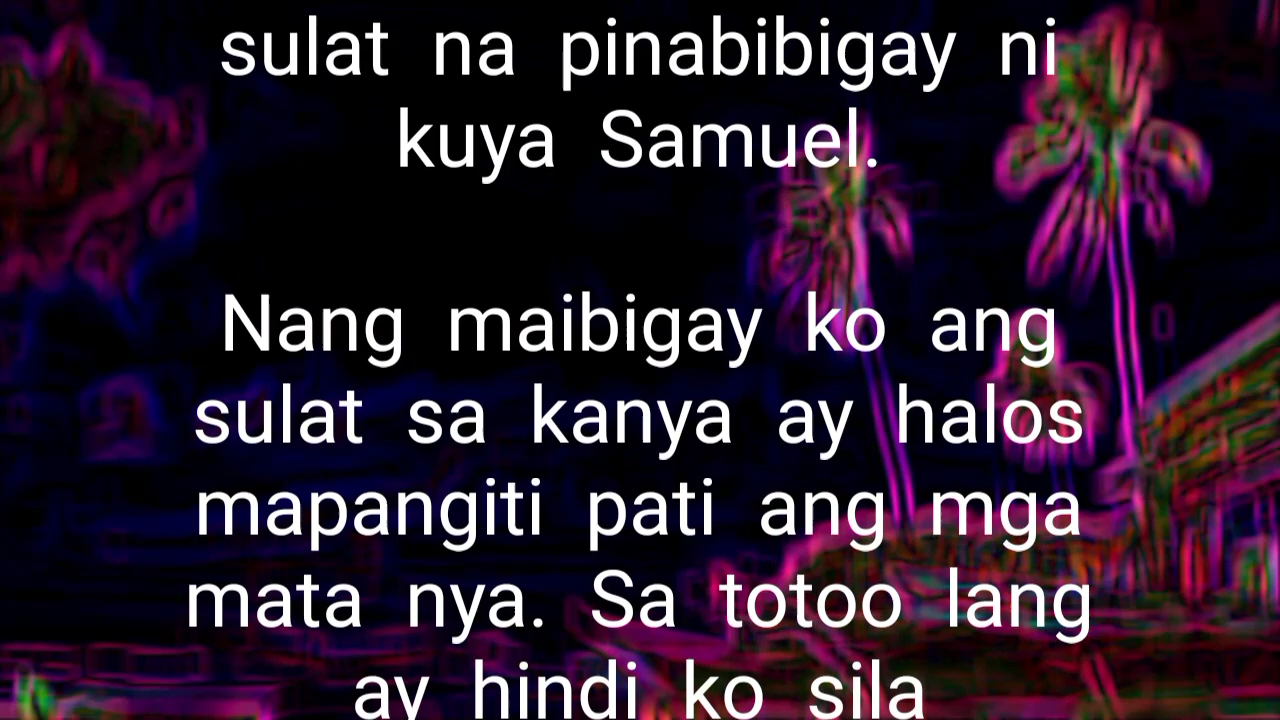 sulat na pinabibigay ni
kuya Samuel.
Nang maibigay ko ang
sulat sa kanya ay halos
mapangiti pati ang mga
mata nya. Sa totoo lang
ay hindi ko sila